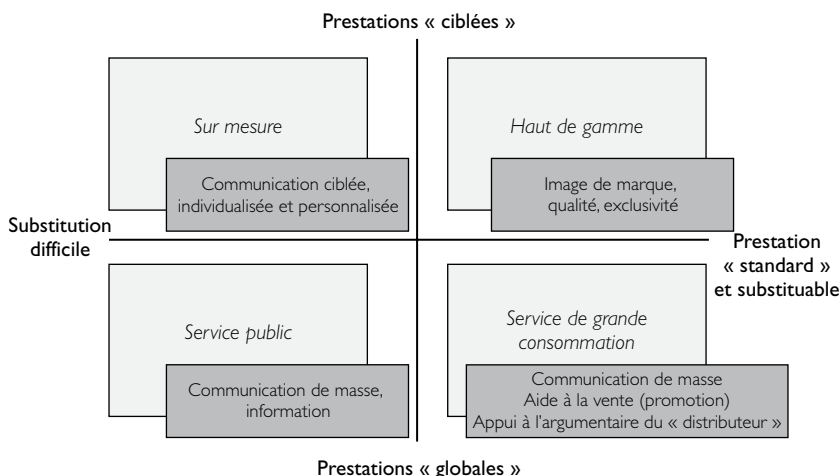 Prestations « ciblées »
Sur mesure
Haut de gamme
Communication ciblée,
individualisée et personnalisée
Image de marque,
qualité, exclusivité
Substitution
difficile
Prestation
« standard »
et substituable
Service public
Service de grande
consommation
Communication de masse,
information
Communication de masse
Aide à la vente (promotion)
Appui à l’argumentaire du « distributeur »
Prestations « globales »